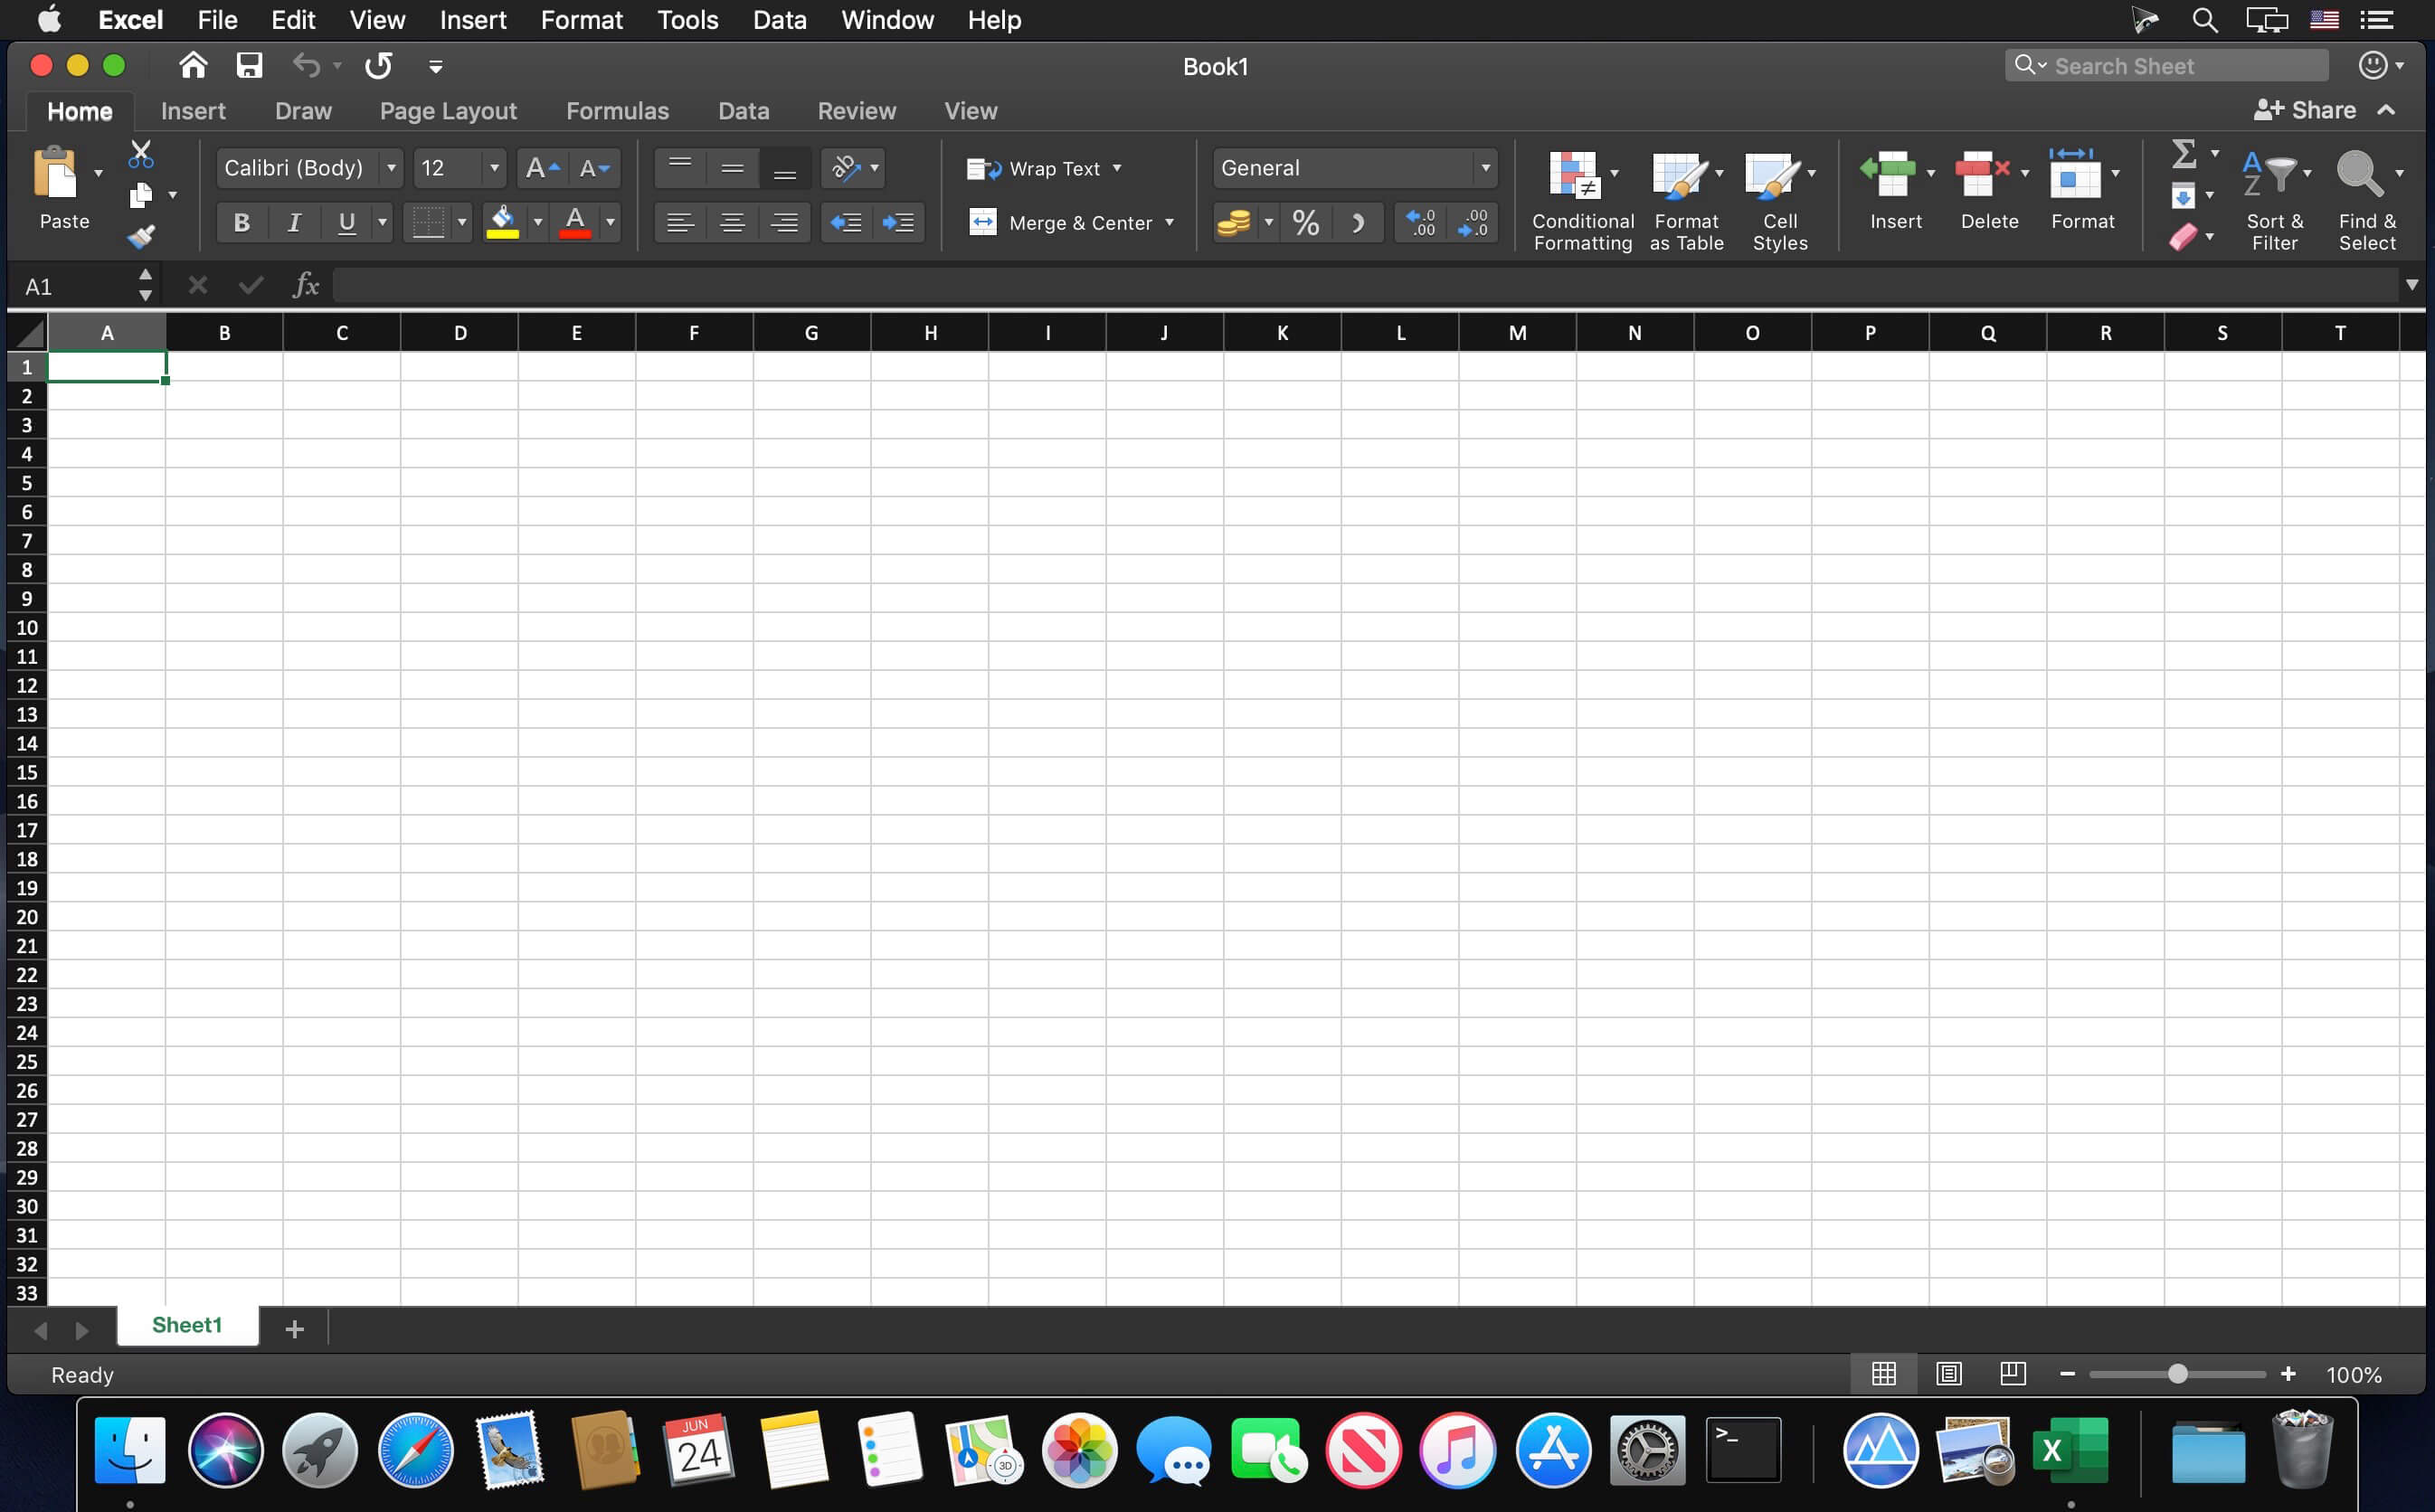 Excel File Edit View Insert Format Tools Data Window Help
Book1
Search Sheet
Home Insert Draw Page Layout Formulas Data Review View
Share
Paste
Calibri (Body) 12
A A
B I U A
ab
Wrap Text
Merge & Center
General
%
.0 .00
.00 .0
Conditional Formatting
Format as Table
Cell Styles
Insert
Delete
Format
Σ
A Z
Sort & Filter
Find & Select
A1 fx
A B C D E F G H I J K L M N O P Q R S T
1
2
3
4
5
6
7
8
9
10
11
12
13
14
15
16
17
18
19
20
21
22
23
24
25
26
27
28
29
30
31
32
33
Sheet1 +
Ready
100%
JUN
24
3D
>_
X